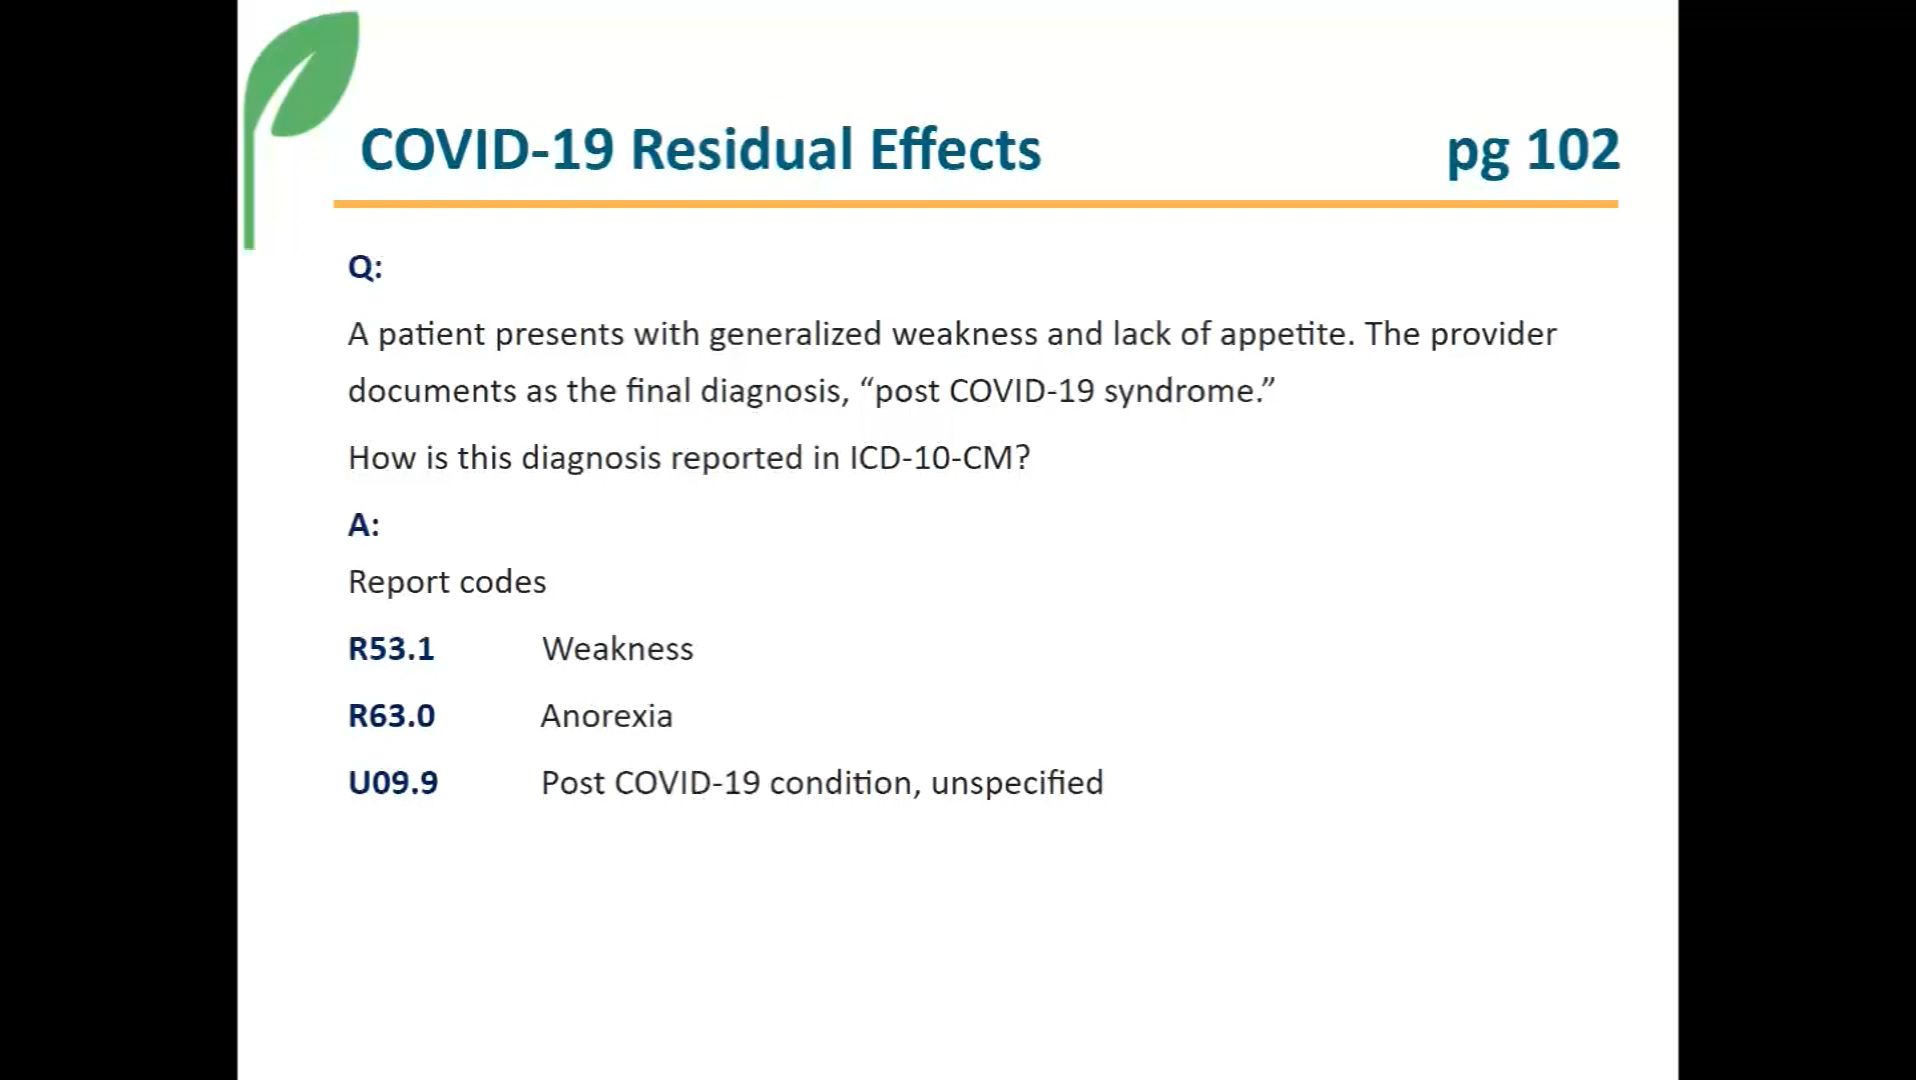 COVID-19 Residual Effects pg 102
Q:
A patient presents with generalized weakness and lack of appetite. The provider
documents as the final diagnosis, “post COVID-19 syndrome.”
How is this diagnosis reported in ICD-10-CM?
A:
Report codes
R53.1 Weakness
R63.0 Anorexia
U09.9 Post COVID-19 condition, unspecified